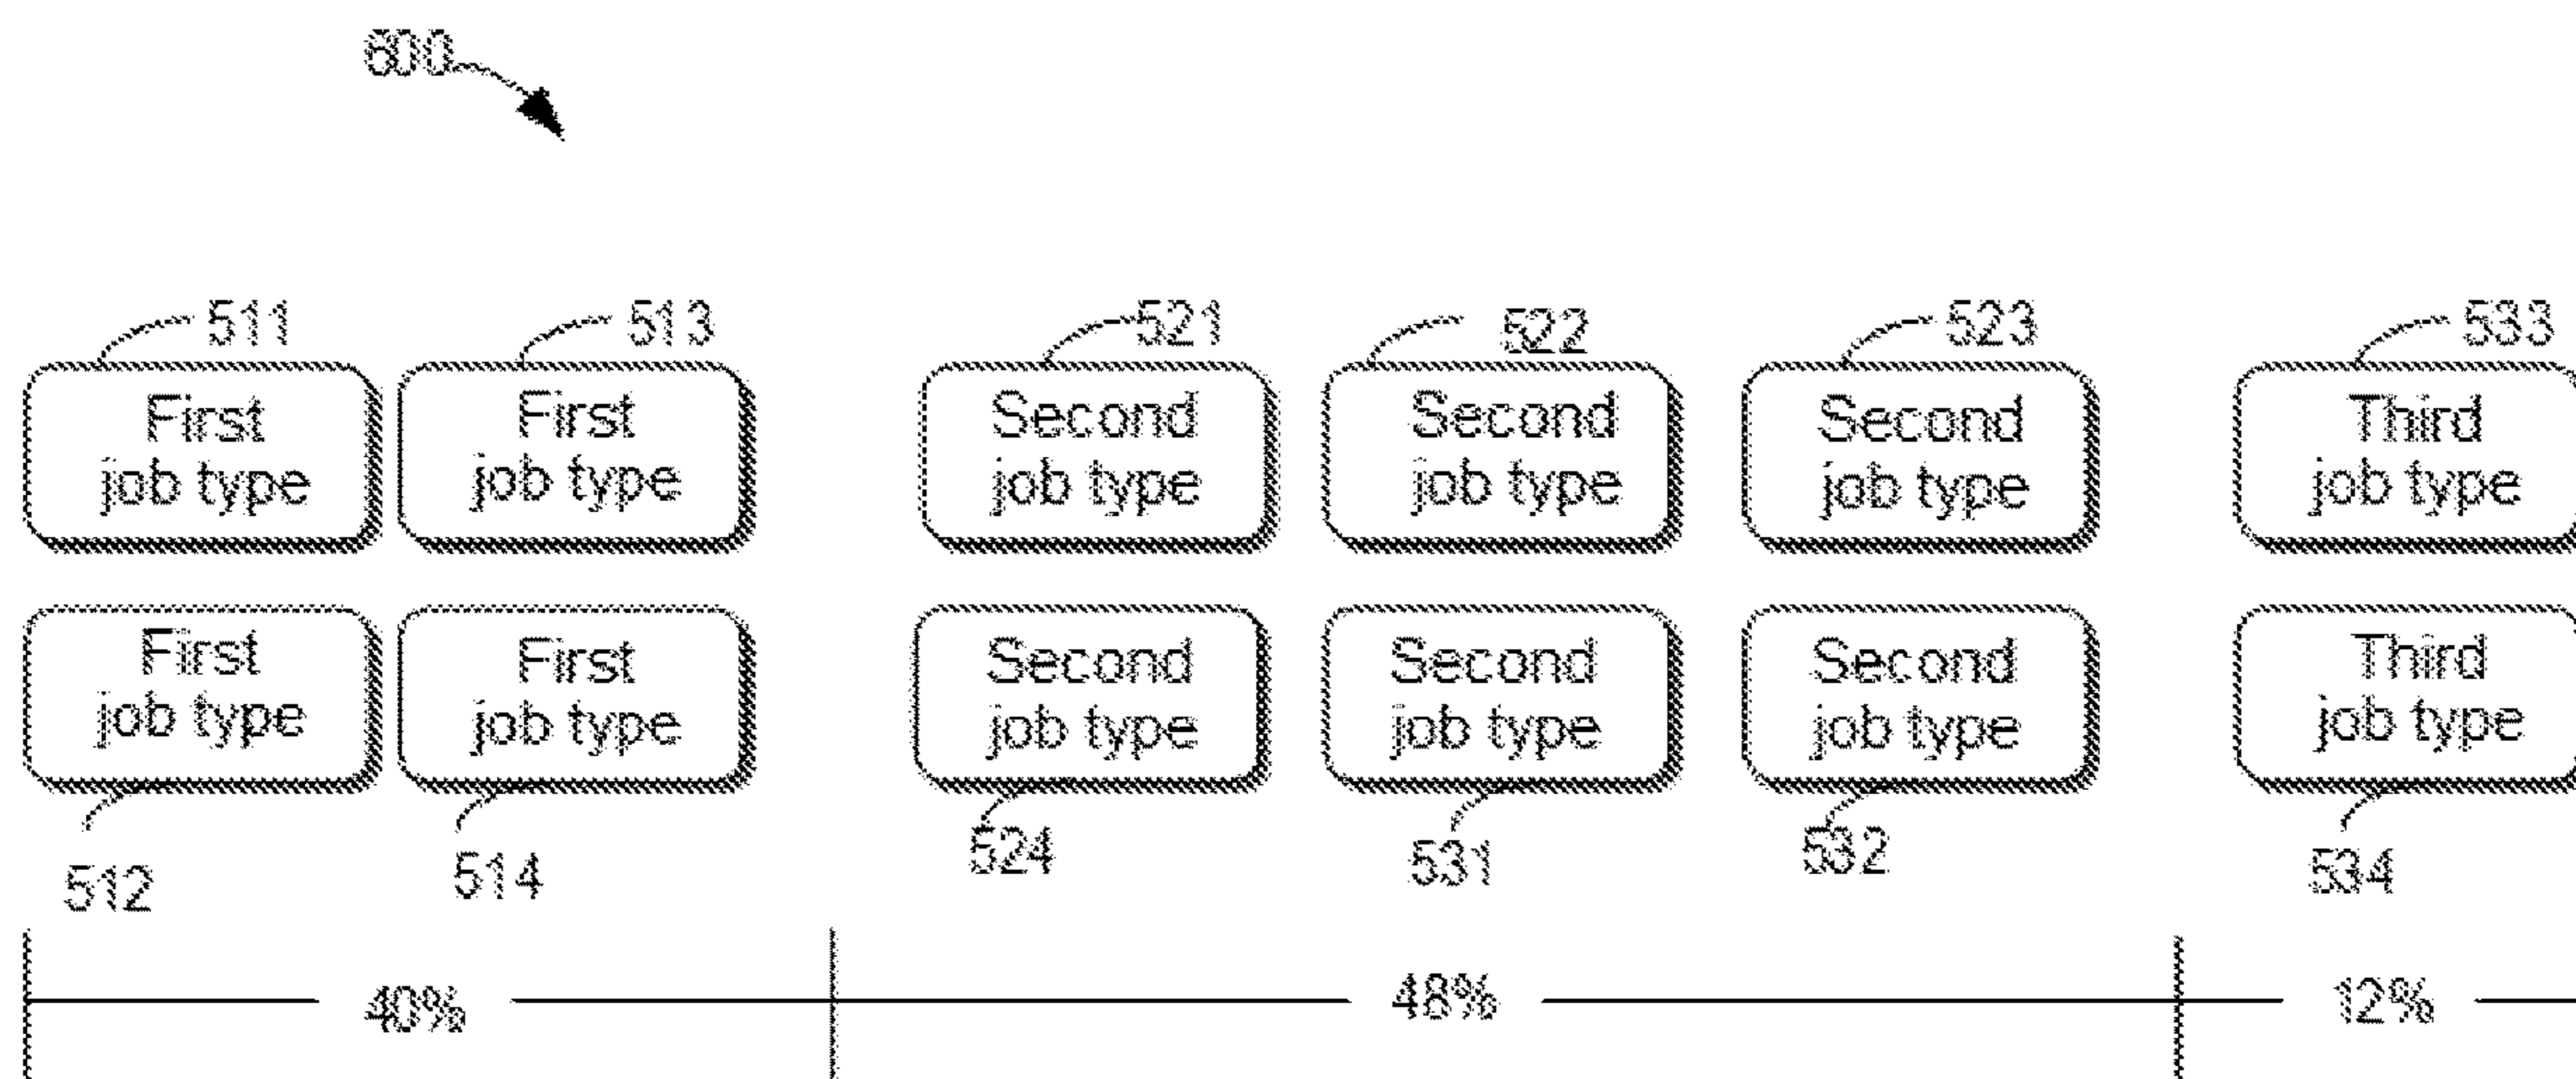 600
511 513 521 522 523 533
First First Second Second Second Third
job type job type job type job type job type job type
First First Second Second Second Third
job type job type job type job type job type job type
512 514 524 531 532 534
40% 48% 12%